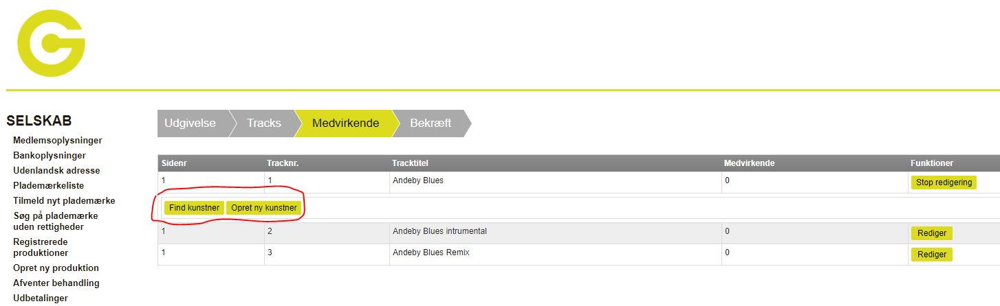 SELSKAB
Medlemsoplysninger
Bankoplysninger
Udenlandsk adresse
Plademærkeliste
Tilmeld nyt plademærke
Søg på plademærke
uden rettigheder
Registrerede
produktioner
Opret ny produktion
Afventer behandling
Udbetalinger
Udgivelse Tracks Medvirkende Bekræft
Sidenr Tracknr. Tracktitel Medvirkende Funktioner
1 1 Andeby Blues 0 Stop redigering
Find kunstner Opret ny kunstner
1 2 Andeby Blues intrumental 0 Rediger
1 3 Andeby Blues Remix 0 Rediger